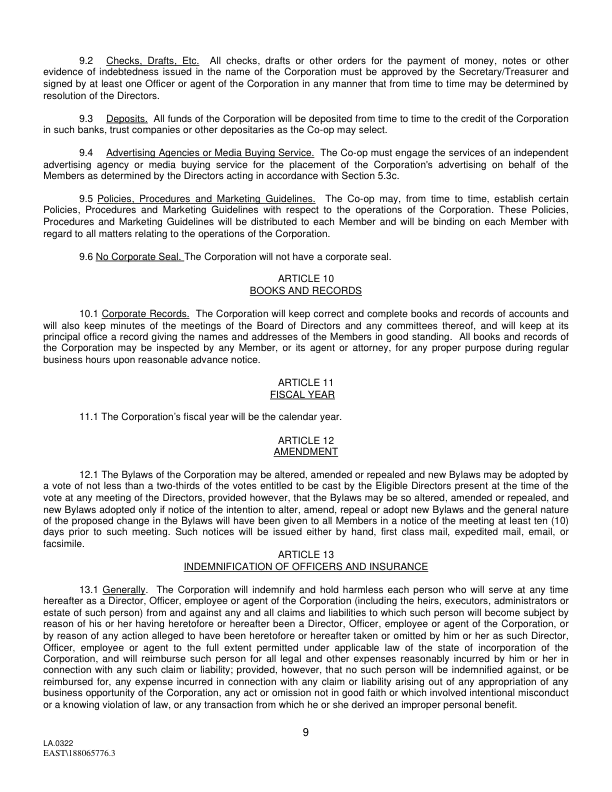 9.2 Checks, Drafts, Etc. All checks, drafts or other orders for the payment of money, notes or other
evidence of indebtedness issued in the name of the Corporation must be approved by the Secretary/Treasurer and
signed by at least one Officer or agent of the Corporation in any manner that from time to time may be determined by
resolution of the Directors.
9.3 Deposits. All funds of the Corporation will be deposited from time to time to the credit of the Corporation
in such banks, trust companies or other depositaries as the Co-op may select.
9.4 Advertising Agencies or Media Buying Service. The Co-op must engage the services of an independent
advertising agency or media buying service for the placement of the Corporation's advertising on behalf of the
Members as determined by the Directors acting in accordance with Section 5.3c.
9.5 Policies, Procedures and Marketing Guidelines. The Co-op may, from time to time, establish certain
Policies, Procedures and Marketing Guidelines with respect to the operations of the Corporation. These Policies,
Procedures and Marketing Guidelines will be distributed to each Member and will be binding on each Member with
regard to all matters relating to the operations of the Corporation.
9.6 No Corporate Seal. The Corporation will not have a corporate seal.
ARTICLE 10
BOOKS AND RECORDS
10.1 Corporate Records. The Corporation will keep correct and complete books and records of accounts and
will also keep minutes of the meetings of the Board of Directors and any committees thereof, and will keep at its
principal office a record giving the names and addresses of the Members in good standing. All books and records of
the Corporation may be inspected by any Member, or its agent or attorney, for any proper purpose during regular
business hours upon reasonable advance notice.
ARTICLE 11
FISCAL YEAR
11.1 The Corporation's fiscal year will be the calendar year.
ARTICLE 12
AMENDMENT
12.1 The Bylaws of the Corporation may be altered, amended or repealed and new Bylaws may be adopted by
a vote of not less than a two-thirds of the votes entitled to be cast by the Eligible Directors present at the time of the
vote at any meeting of the Directors, provided however, that the Bylaws may be so altered, amended or repealed, and
new Bylaws adopted only if notice of the intention to alter, amend, repeal or adopt new Bylaws and the general nature
of the proposed change in the Bylaws will have been given to all Members in a notice of the meeting at least ten (10)
days prior to such meeting. Such notices will be issued either by hand, first class mail, expedited mail, email, or
facsimile.
ARTICLE 13
INDEMNIFICATION OF OFFICERS AND INSURANCE
13.1 Generally. The Corporation will indemnify and hold harmless each person who will serve at any time
hereafter as a Director, Officer, employee or agent of the Corporation (including the heirs, executors, administrators or
estate of such person) from and against any and all claims and liabilities to which such person will become subject by
reason of his or her having heretofore or hereafter been a Director, Officer, employee or agent of the Corporation, or
by reason of any action alleged to have been heretofore or hereafter taken or omitted by him or her as such Director,
Officer, employee or agent to the full extent permitted under applicable law of the state of incorporation of the
Corporation, and will reimburse such person for all legal and other expenses reasonably incurred by him or her in
connection with any such claim or liability; provided, however, that no such person will be indemnified against, or be
reimbursed for, any expense incurred in connection with any claim or liability arising out of any appropriation of any
business opportunity of the Corporation, any act or omission not in good faith or which involved intentional misconduct
or a knowing violation of law, or any transaction from which he or she derived an improper personal benefit.
9
LA.0322
EAST\188065776.3